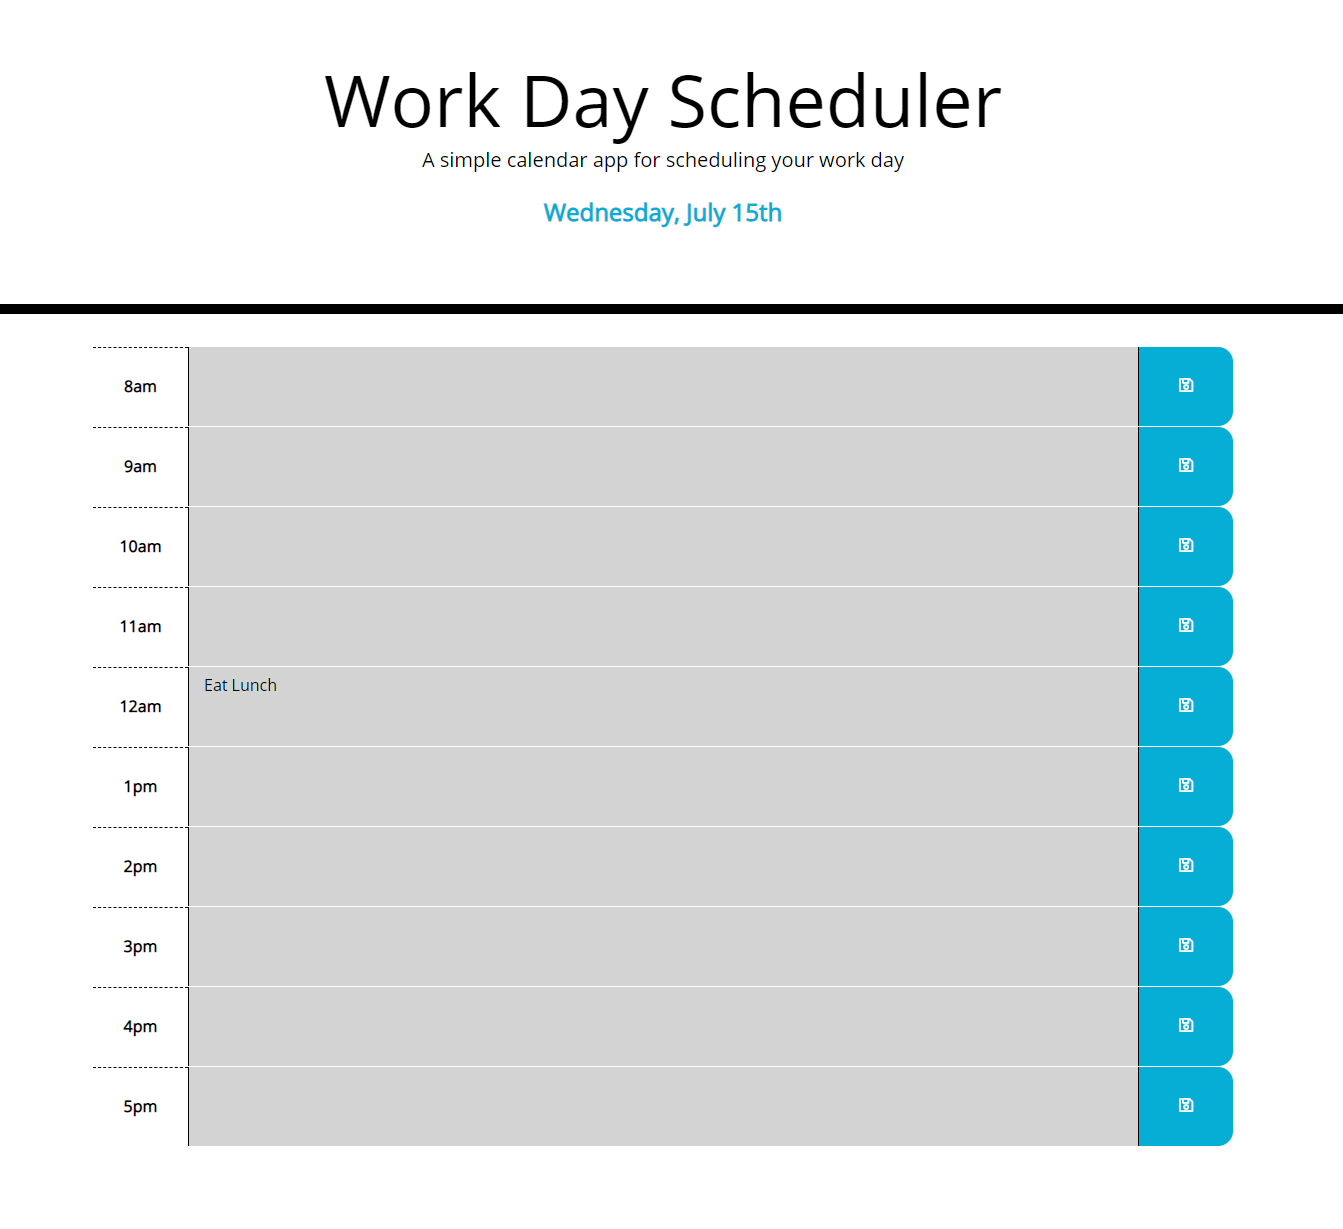 Work Day Scheduler
A simple calendar app for scheduling your work day
Wednesday, July 15th
8am
9am
10am
11am
12am Eat Lunch
1pm
2pm
3pm
4pm
5pm